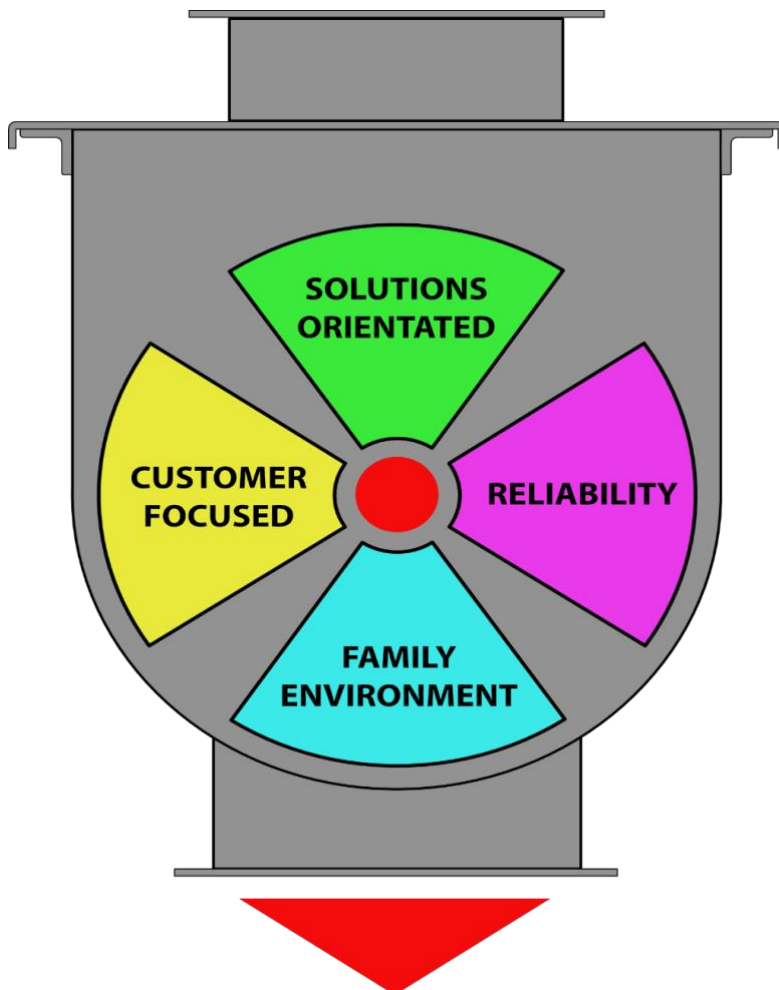 SOLUTIONS
ORIENTATED
CUSTOMER
FOCUSED
RELIABILITY
FAMILY
ENVIRONMENT